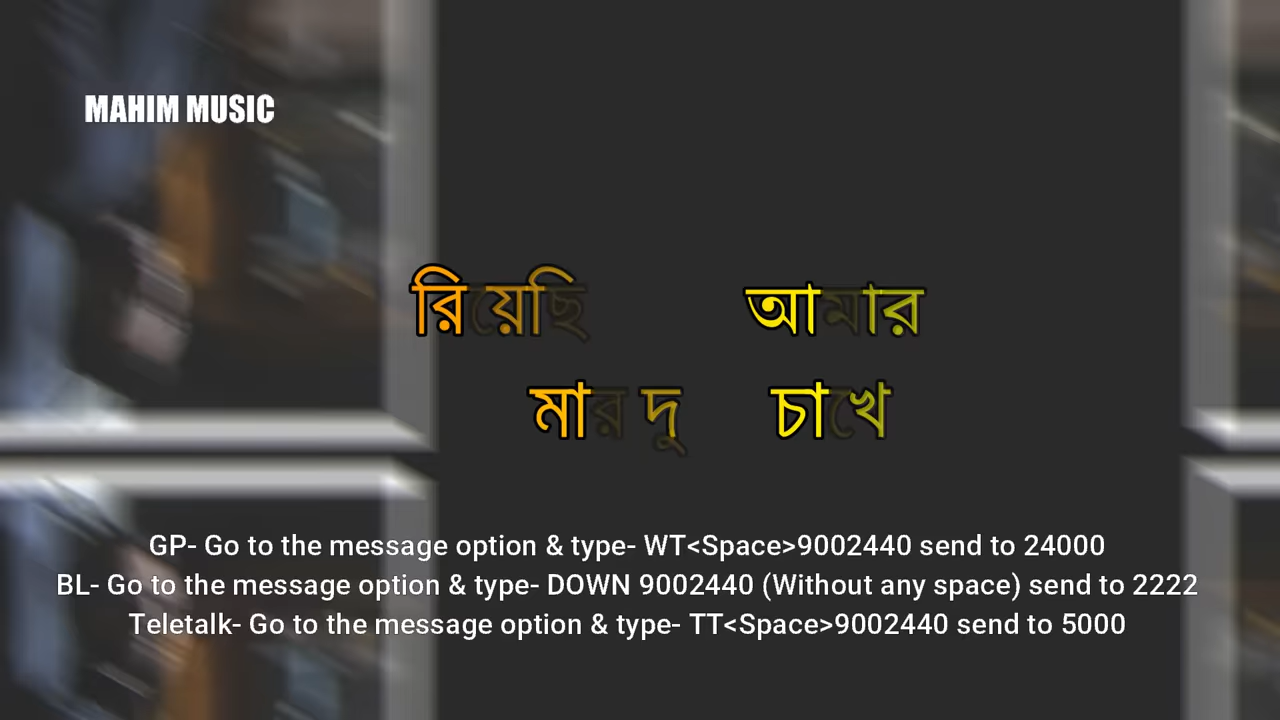 MAHIM MUSIC
রিয়েছি আমার
মার দু চোখে
GP- Go to the message option & type- WT<Space>9002440 send to 24000
BL- Go to the message option & type- DOWN 9002440 (Without any space) send to 2222
Teletalk- Go to the message option & type- TT<Space>9002440 send to 5000